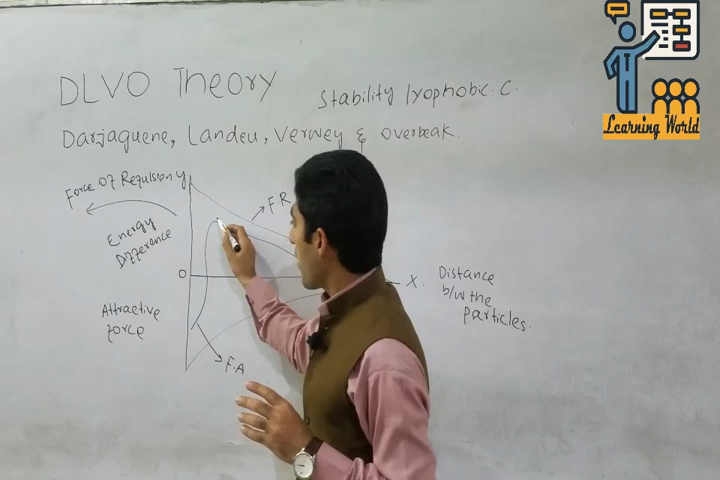 DLVO Theory
Stability lyophobic. C.
Darjaguene, Landeu, Verwey & overbeak.
Force of Repulsion y
Energy
Difference
F.R
0
X.
Distance
b/w the
particles.
Attractive
force
F.A
Learning World